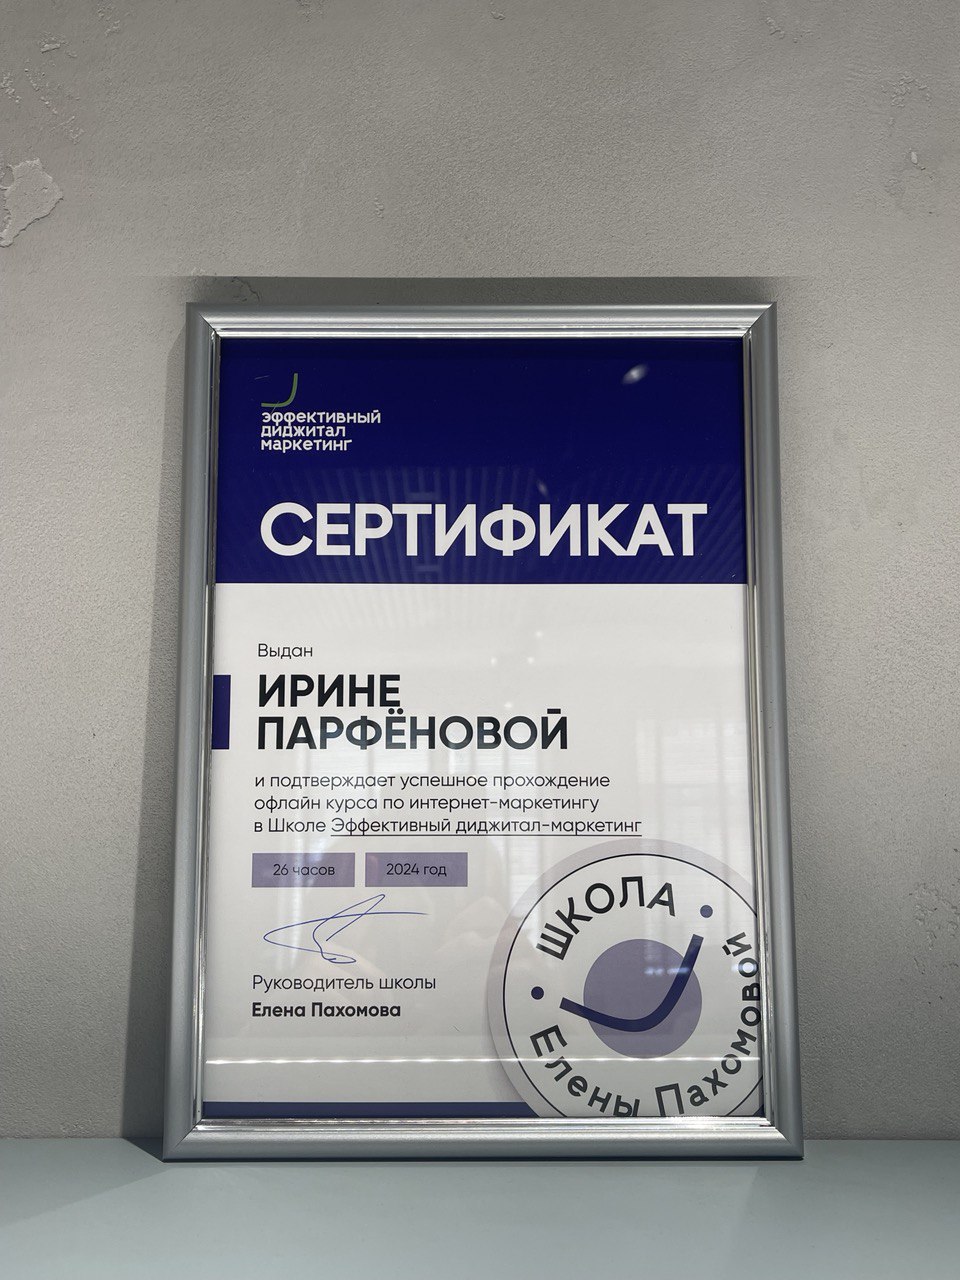 эффективный
диджитал
маркетинг
СЕРТИФИКАТ
Выдан
ИРИНЕ
ПАРФЁНОВОЙ
и подтверждает успешное прохождение
офлайн курса по интернет-маркетингу
в Школе Эффективный диджитал-маркетинг
26 часов 2024 год
Руководитель школы
Елена Пахомова
ШКОЛА
Елены Пахомовой